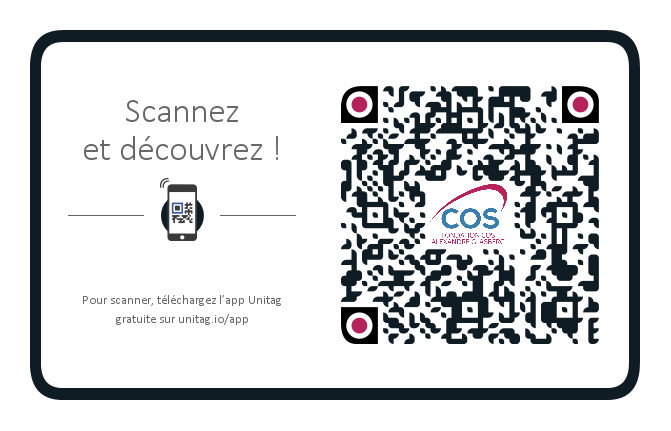 Scannez
et découvrez !
Pour scanner, téléchargez l'app Unitag
gratuite sur unitag.io/app
COS
FONDATION COS
ALEXANDRE GLASBERG